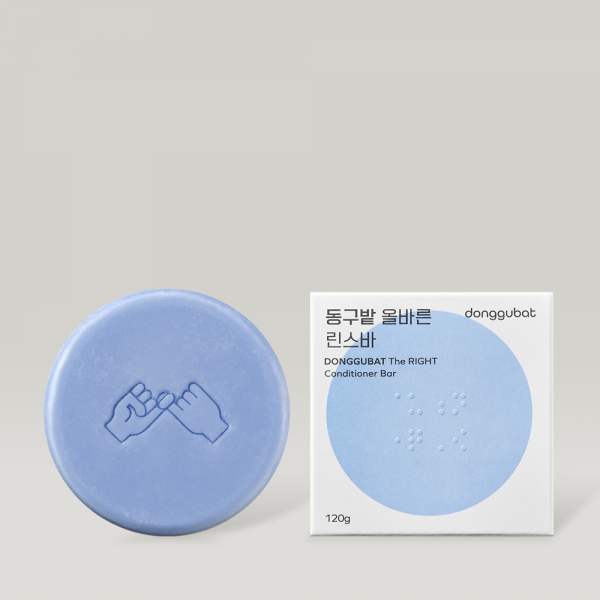 동구밭 올바른
린스바
donggubat
DONGGUBAT The RIGHT
Conditioner Bar
120g